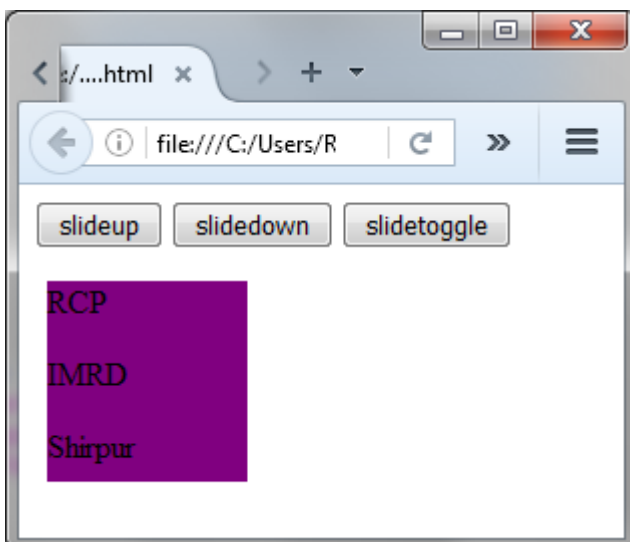 :/....html
file:///C:/Users/R
slideup slidedown slidetoggle
RCP
IMRD
Shirpur